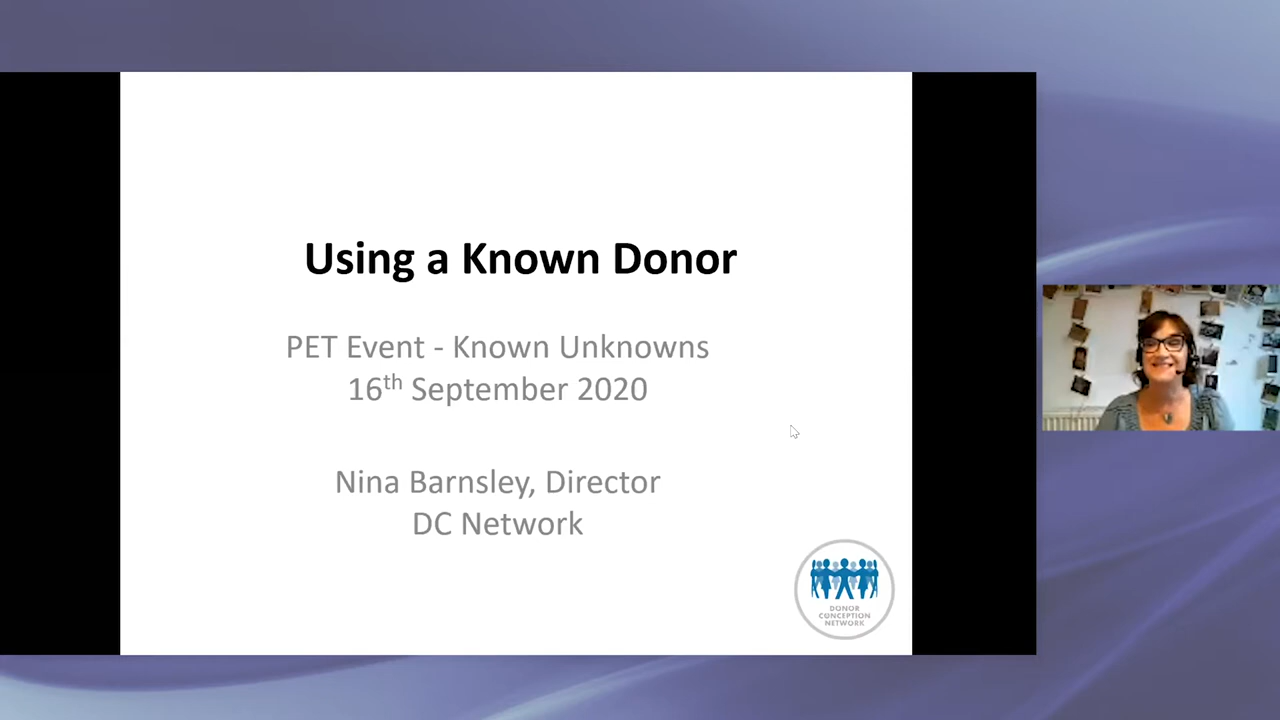 Using a Known Donor
PET Event - Known Unknowns
16th September 2020
Nina Barnsley, Director
DC Network
DONOR
CONCEPTION
NETWORK